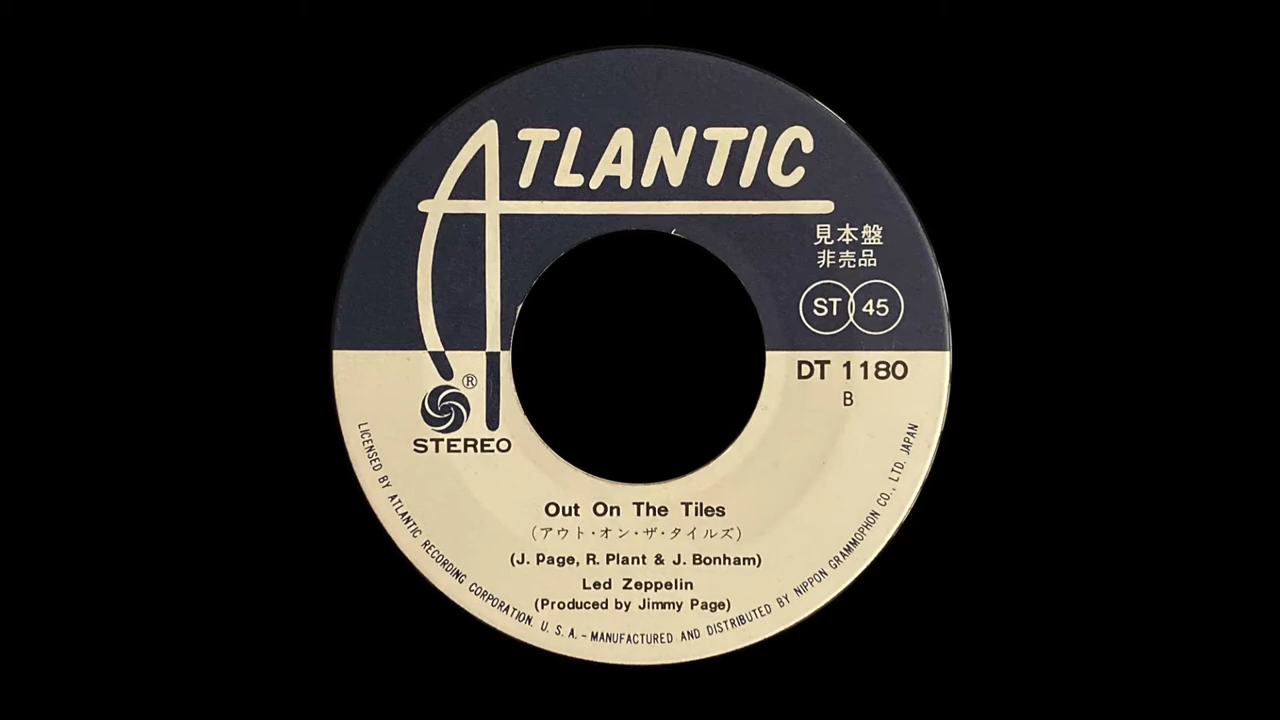 ATLANTIC
見本盤
非売品
ST 45
DT 1180
B
®
STEREO
Out On The Tiles
(アウト・オン・ザ・タイルズ)
(J. Page, R. Plant & J. Bonham)
Led Zeppelin
(Produced by Jimmy Page)
LICENSED BY ATLANTIC RECORDING CORPORATION. U. S. A. - MANUFACTURED AND DISTRIBUTED BY NIPPON GRAMMOPHON CO., LTD. JAPAN